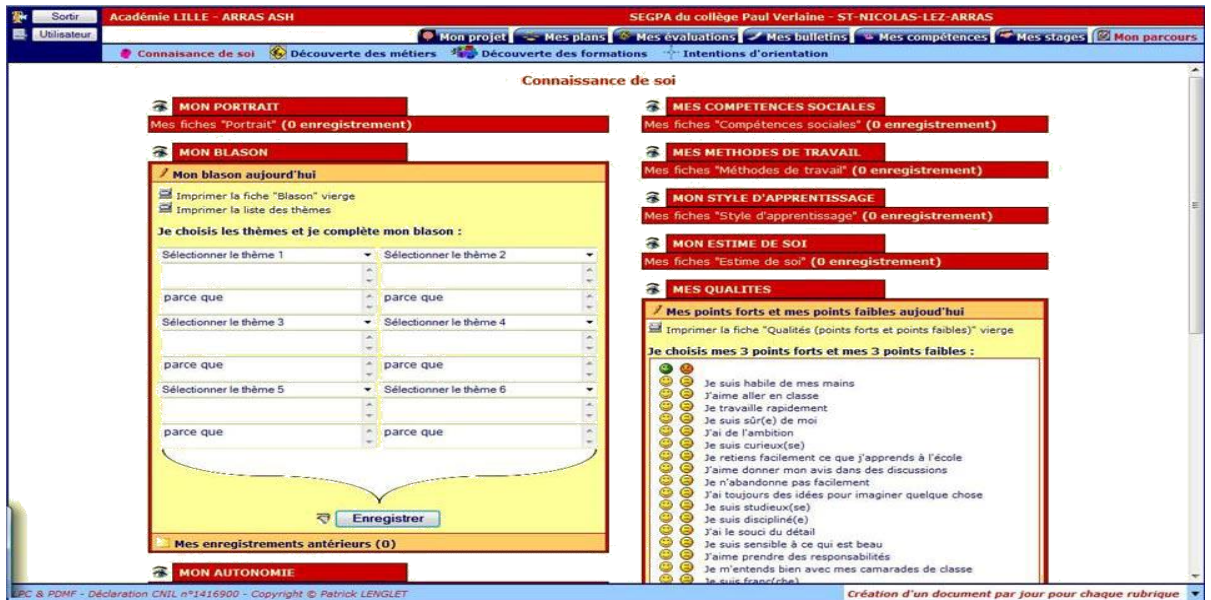 Sortir
Académie LILLE - ARRAS ASH
SEGPA du collège Paul Verlaine - ST-NICOLAS-LEZ-ARRAS
Utilisateur
Mon projet
Mes plans
Mes évaluations
Mes bulletins
Mes compétences
Mes stages
Mon parcours
Connaisance de soi
Découverte des métiers
Découverte des formations
Intentions d'orientation
Connaissance de soi
MON PORTRAIT
Mes fiches "Portrait" (0 enregistrement)
MON BLASON
Mon blason aujourd'hui
Imprimer la fiche "Blason" vierge
Imprimer la liste des thèmes
Je choisis les thèmes et je complète mon blason :
Sélectionner le thème 1
Sélectionner le thème 2
parce que
parce que
Sélectionner le thème 3
Sélectionner le thème 4
parce que
parce que
Sélectionner le thème 5
Sélectionner le thème 6
parce que
parce que
Enregistrer
Mes enregistrements antérieurs (0)
MON AUTONOMIE
MES COMPETENCES SOCIALES
Mes fiches "Compétences sociales" (0 enregistrement)
MES METHODES DE TRAVAIL
Mes fiches "Méthodes de travail" (0 enregistrement)
MON STYLE D'APPRENTISSAGE
Mes fiches "Style d'apprentissage" (0 enregistrement)
MON ESTIME DE SOI
Mes fiches "Estime de soi" (0 enregistrement)
MES QUALITES
Mes points forts et mes points faibles aujoud'hui
Imprimer la fiche "Qualités (points forts et points faibles)" vierge
Je choisis mes 3 points forts et mes 3 points faibles :
Je suis habile de mes mains
J'aime aller en classe
Je travaille rapidement
Je suis sûr(e) de moi
J'ai de l'ambition
Je suis curieux(se)
Je retiens facilement ce que j'apprends à l'école
J'aime donner mon avis dans des discussions
Je n'abandonne pas facilement
J'ai toujours des idées pour imaginer quelque chose
Je suis studieux(se)
Je suis discipliné(e)
J'ai le souci du détail
Je suis sensible à ce qui est beau
J'aime prendre des responsabilités
Je m'entends bien avec mes camarades de classe
Je suis franc(che)
LPC & PDMF - Déclaration CNIL n°1416900 - Copyright © Patrick LENGLET
Création d'un document par jour pour chaque rubrique